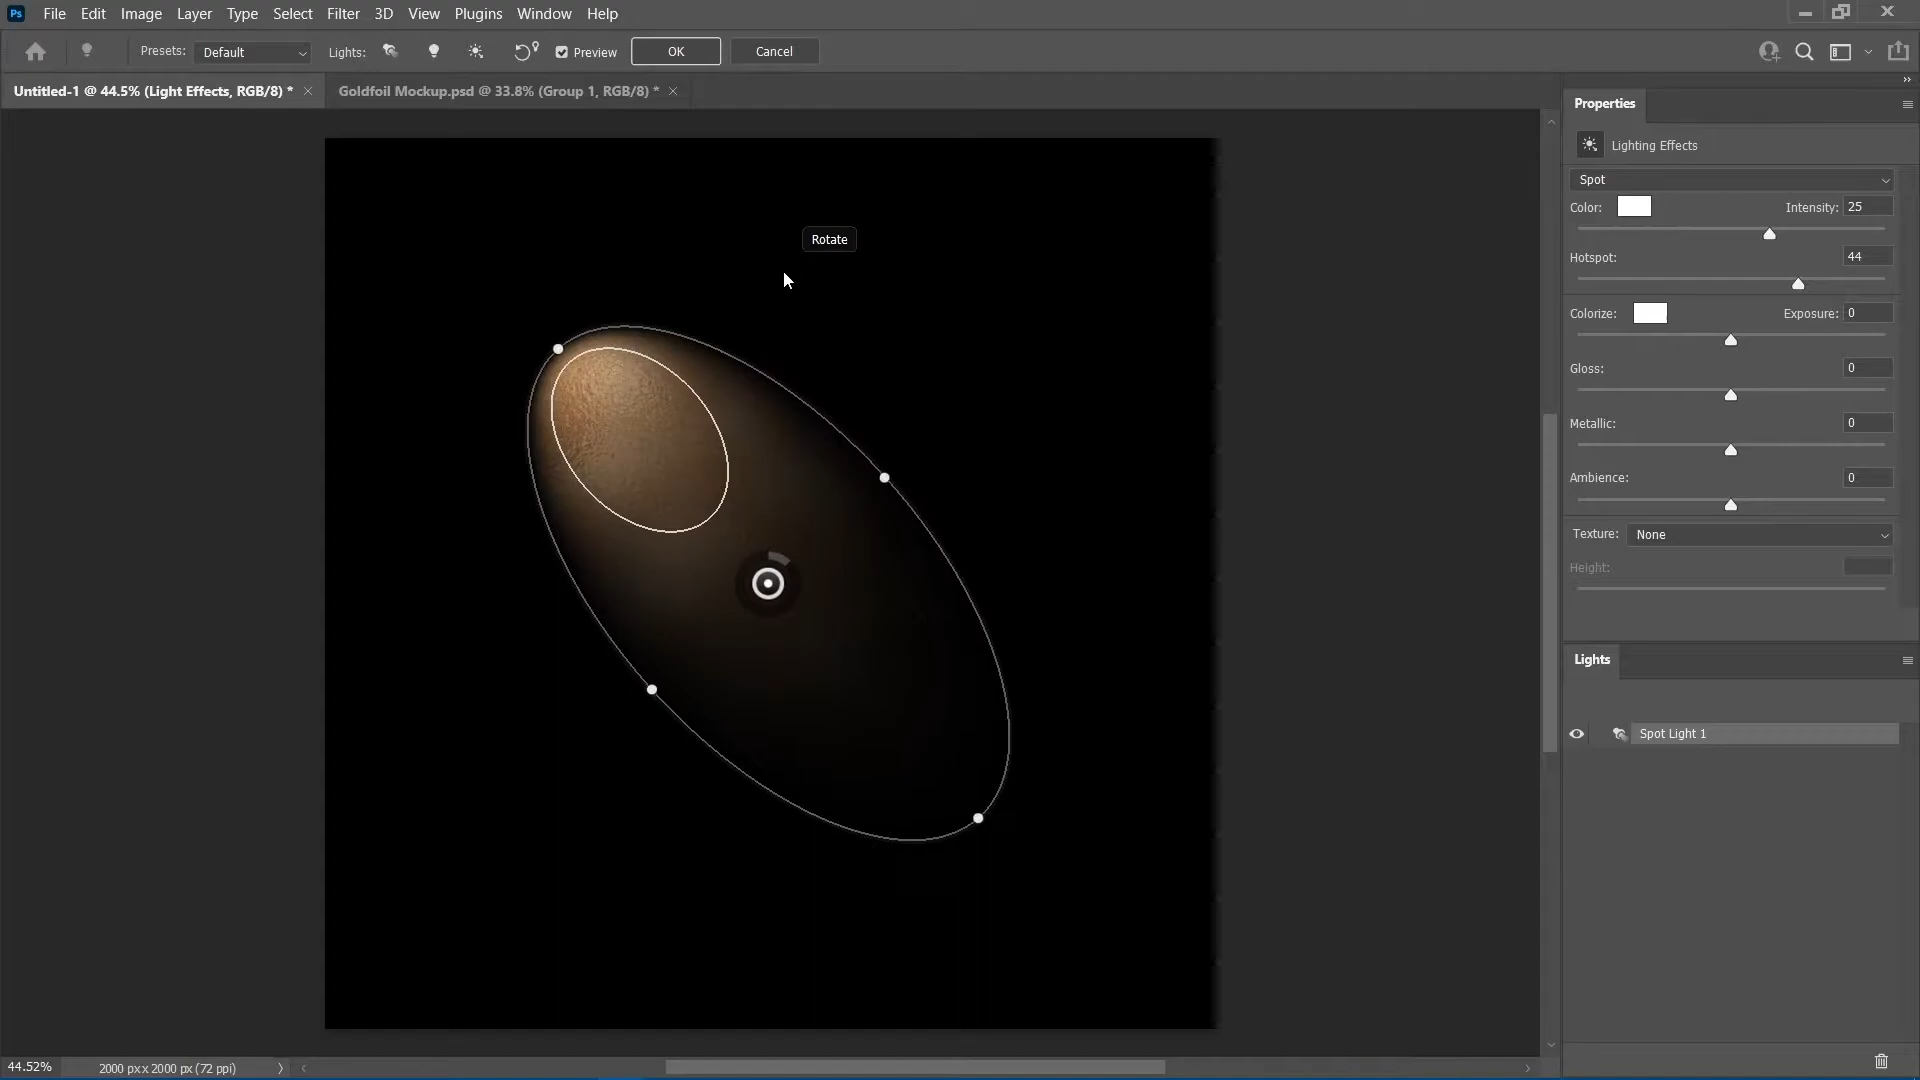 Ps File Edit Image Layer Type Select Filter 3D View Plugins Window Help
Presets: Default Lights: Preview OK Cancel
Untitled-1 @ 44.5% (Light Effects, RGB/8) * × Goldfoil Mockup.psd @ 33.8% (Group 1, RGB/8) * ×
Rotate
Properties
Lighting Effects
Spot
Color: Intensity: 25
Hotspot: 44
Colorize: Exposure: 0
Gloss: 0
Metallic: 0
Ambience: 0
Texture: None
Height:
Lights
Spot Light 1
44.52% 2000 px x 2000 px (72 ppi)